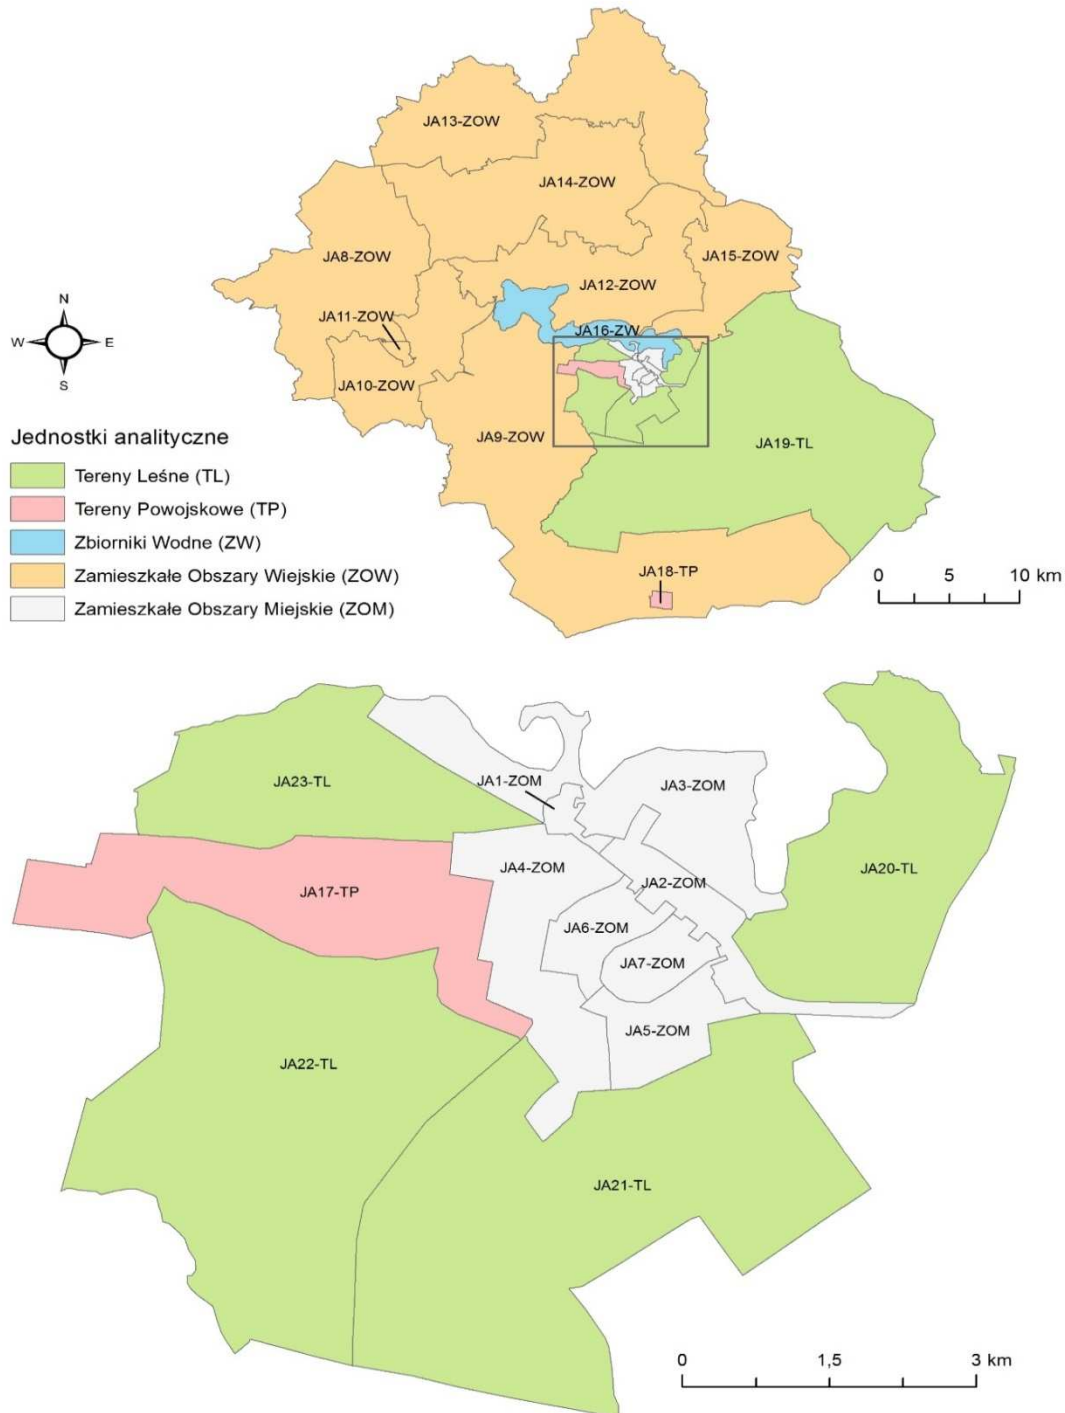 JA13-ZOW
JA14-ZOW
JA8-ZOW
JA15-ZOW
JA12-ZOW
JA11-ZOW
JA16-ZW
JA10-ZOW
JA9-ZOW
JA19-TL
JA18-TP
N
W
E
S
Jednostki analityczne
Tereny Leśne (TL)
Tereny Powojskowe (TP)
Zbiorniki Wodne (ZW)
Zamieszkałe Obszary Wiejskie (ZOW)
Zamieszkałe Obszary Miejskie (ZOM)
0 5 10 km
JA23-TL
JA1-ZOM
JA3-ZOM
JA4-ZOM
JA20-TL
JA17-TP
JA2-ZOM
JA6-ZOM
JA7-ZOM
JA5-ZOM
JA22-TL
JA21-TL
0 1,5 3 km